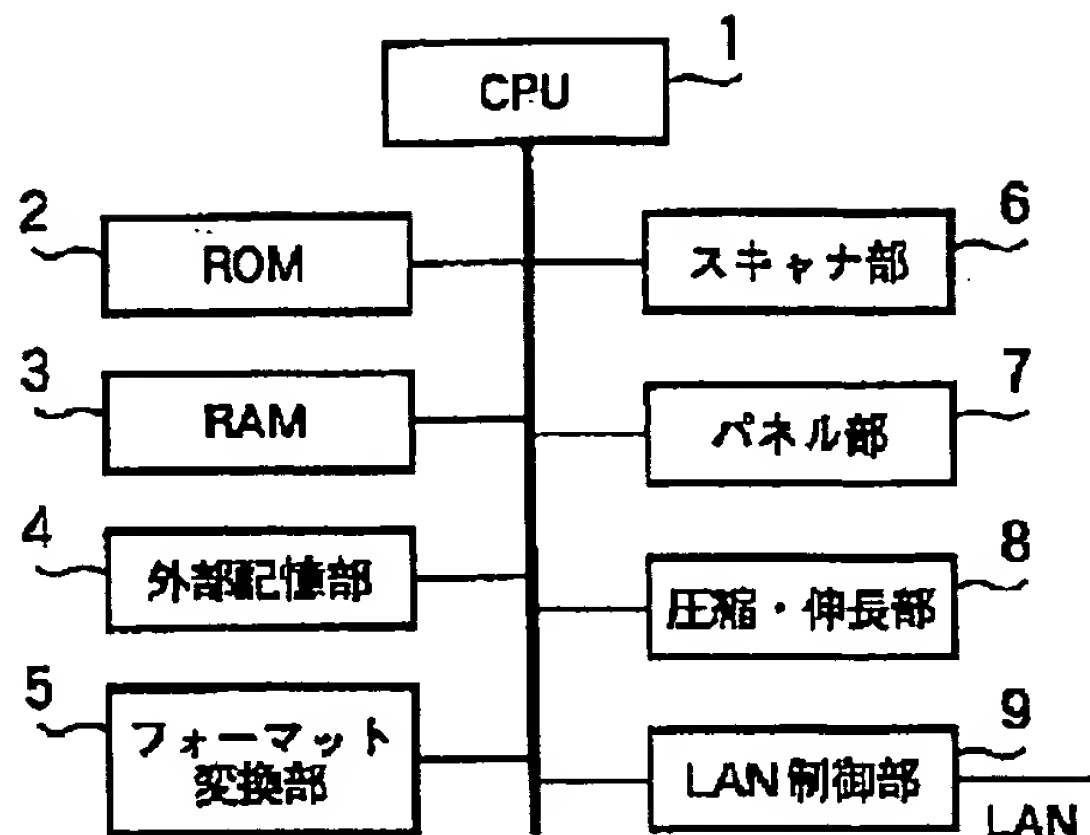 1
CPU
2
ROM
6
スキャナ部
3
RAM
7
パネル部
4
外部記憶部
8
圧縮・伸長部
5
フォーマット
変換部
9
LAN制御部
LAN